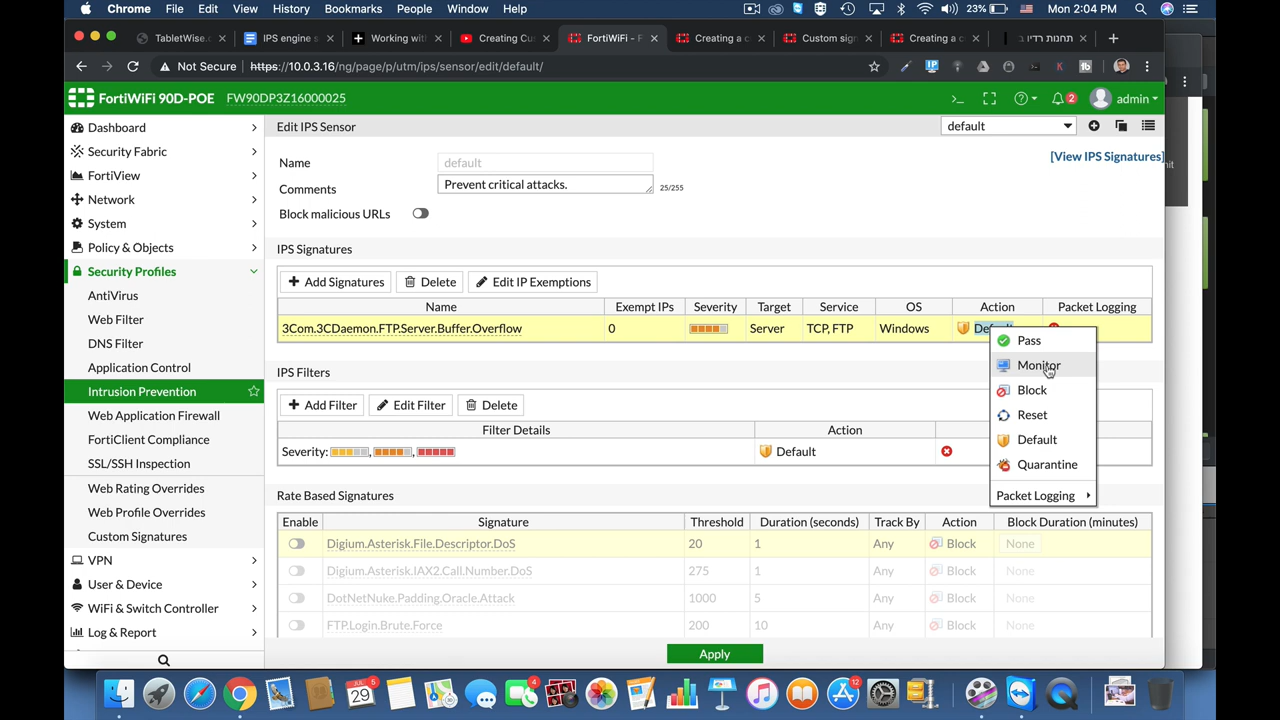 Chrome File Edit View History Bookmarks People Window Help 23% Mon 2:04 PM
TabletWise.c IPS engine s Working with Creating Cus FortiWiFi - F Creating a c Custom sign Creating a c תחנות רדיו ב
Not Secure https://10.0.3.16/ng/page/p/utm/ips/sensor/edit/default/
FortiWiFi 90D-POE FW90DP3Z16000025 2 admin
Dashboard
Security Fabric
FortiView
Network
System
Policy & Objects
Security Profiles
AntiVirus
Web Filter
DNS Filter
Application Control
Intrusion Prevention
Web Application Firewall
FortiClient Compliance
SSL/SSH Inspection
Web Rating Overrides
Web Profile Overrides
Custom Signatures
VPN
User & Device
WiFi & Switch Controller
Log & Report
Edit IPS Sensor default
[View IPS Signatures]
Name default
Comments Prevent critical attacks. 25/255
Block malicious URLs
IPS Signatures
Add Signatures Delete Edit IP Exemptions
Name Exempt IPs Severity Target Service OS Action Packet Logging
3Com.3CDaemon.FTP.Server.Buffer.Overflow 0 Server TCP, FTP Windows Default
Pass
Monitor
Block
Reset
Default
Quarantine
Packet Logging
IPS Filters
Add Filter Edit Filter Delete
Filter Details Action
Severity: , , Default
Rate Based Signatures
Enable Signature Threshold Duration (seconds) Track By Action Block Duration (minutes)
Digium.Asterisk.File.Descriptor.DoS 20 1 Any Block None
Digium.Asterisk.IAX2.Call.Number.DoS 275 1 Any Block None
DotNetNuke.Padding.Oracle.Attack 1000 5 Any Block None
FTP.Login.Brute.Force 200 10 Any Block None
Apply